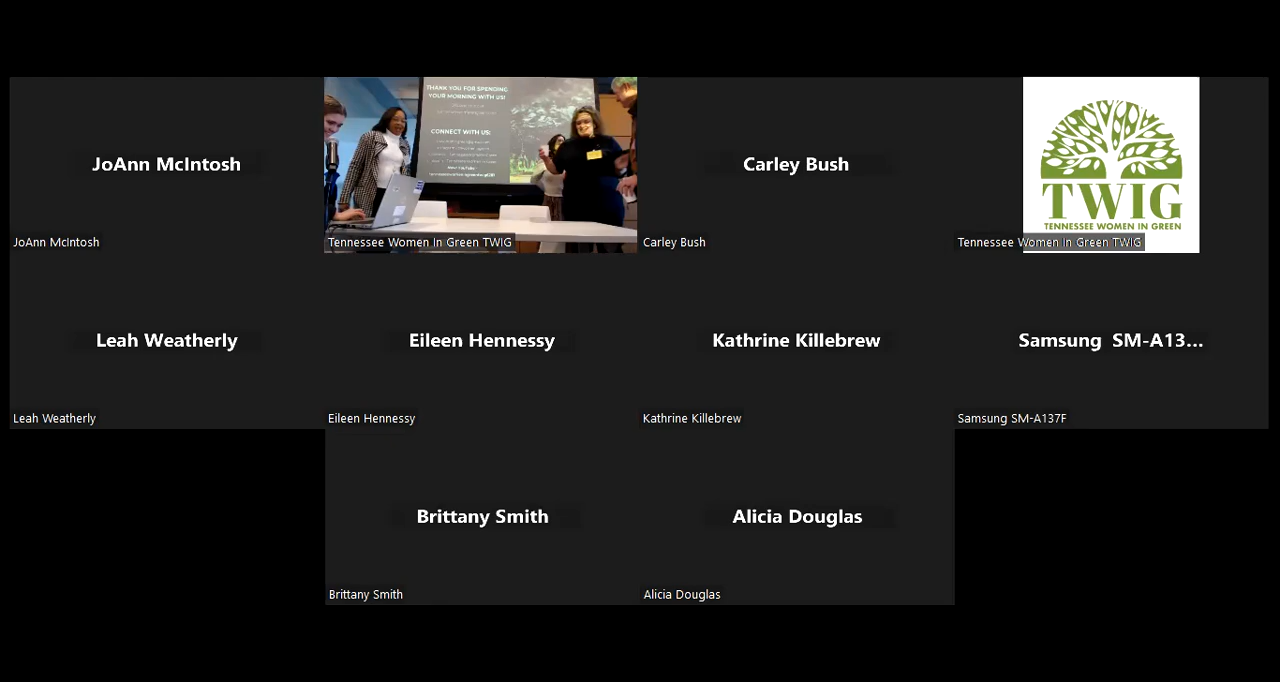 JoAnn McIntosh
JoAnn McIntosh
THANK YOU FOR SPENDING
YOUR MORNING WITH US!
CONNECT WITH US:
Tennessee Women In Green TWIG
Carley Bush
Carley Bush
TWIG
TENNESSEE WOMEN IN GREEN
Tennessee Women In Green TWIG
Leah Weatherly
Leah Weatherly
Eileen Hennessy
Eileen Hennessy
Kathrine Killebrew
Kathrine Killebrew
Samsung SM-A13...
Samsung SM-A137F
Brittany Smith
Brittany Smith
Alicia Douglas
Alicia Douglas